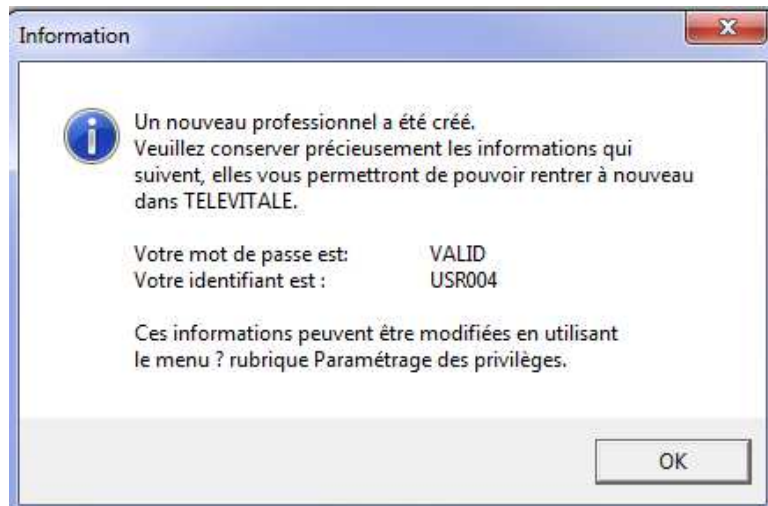 Information
Un nouveau professionnel a été créé.
Veuillez conserver précieusement les informations qui
suivent, elles vous permettront de pouvoir rentrer à nouveau
dans TELEVITALE.
Votre mot de passe est: VALID
Votre identifiant est : USR004
Ces informations peuvent être modifiées en utilisant
le menu ? rubrique Paramétrage des privilèges.
OK